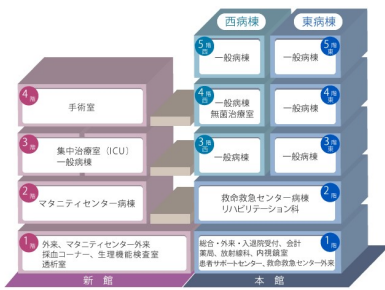 西病棟
東病棟
5階西
一般病棟
5階東
一般病棟
4階
手術室
4階西
一般病棟
無菌治療室
4階東
一般病棟
3階
集中治療室（ICU）
一般病棟
3階西
一般病棟
3階東
一般病棟
2階
マタニティセンター病棟
救命救急センター病棟
リハビリテーション科
2階
1階
外来、マタニティセンター外来
採血コーナー、生理機能検査室
透析室
総合・外来・入退院受付、会計
薬局、放射線科、内視鏡室
患者サポートセンター、救命救急センター外来
1階
新館
本館